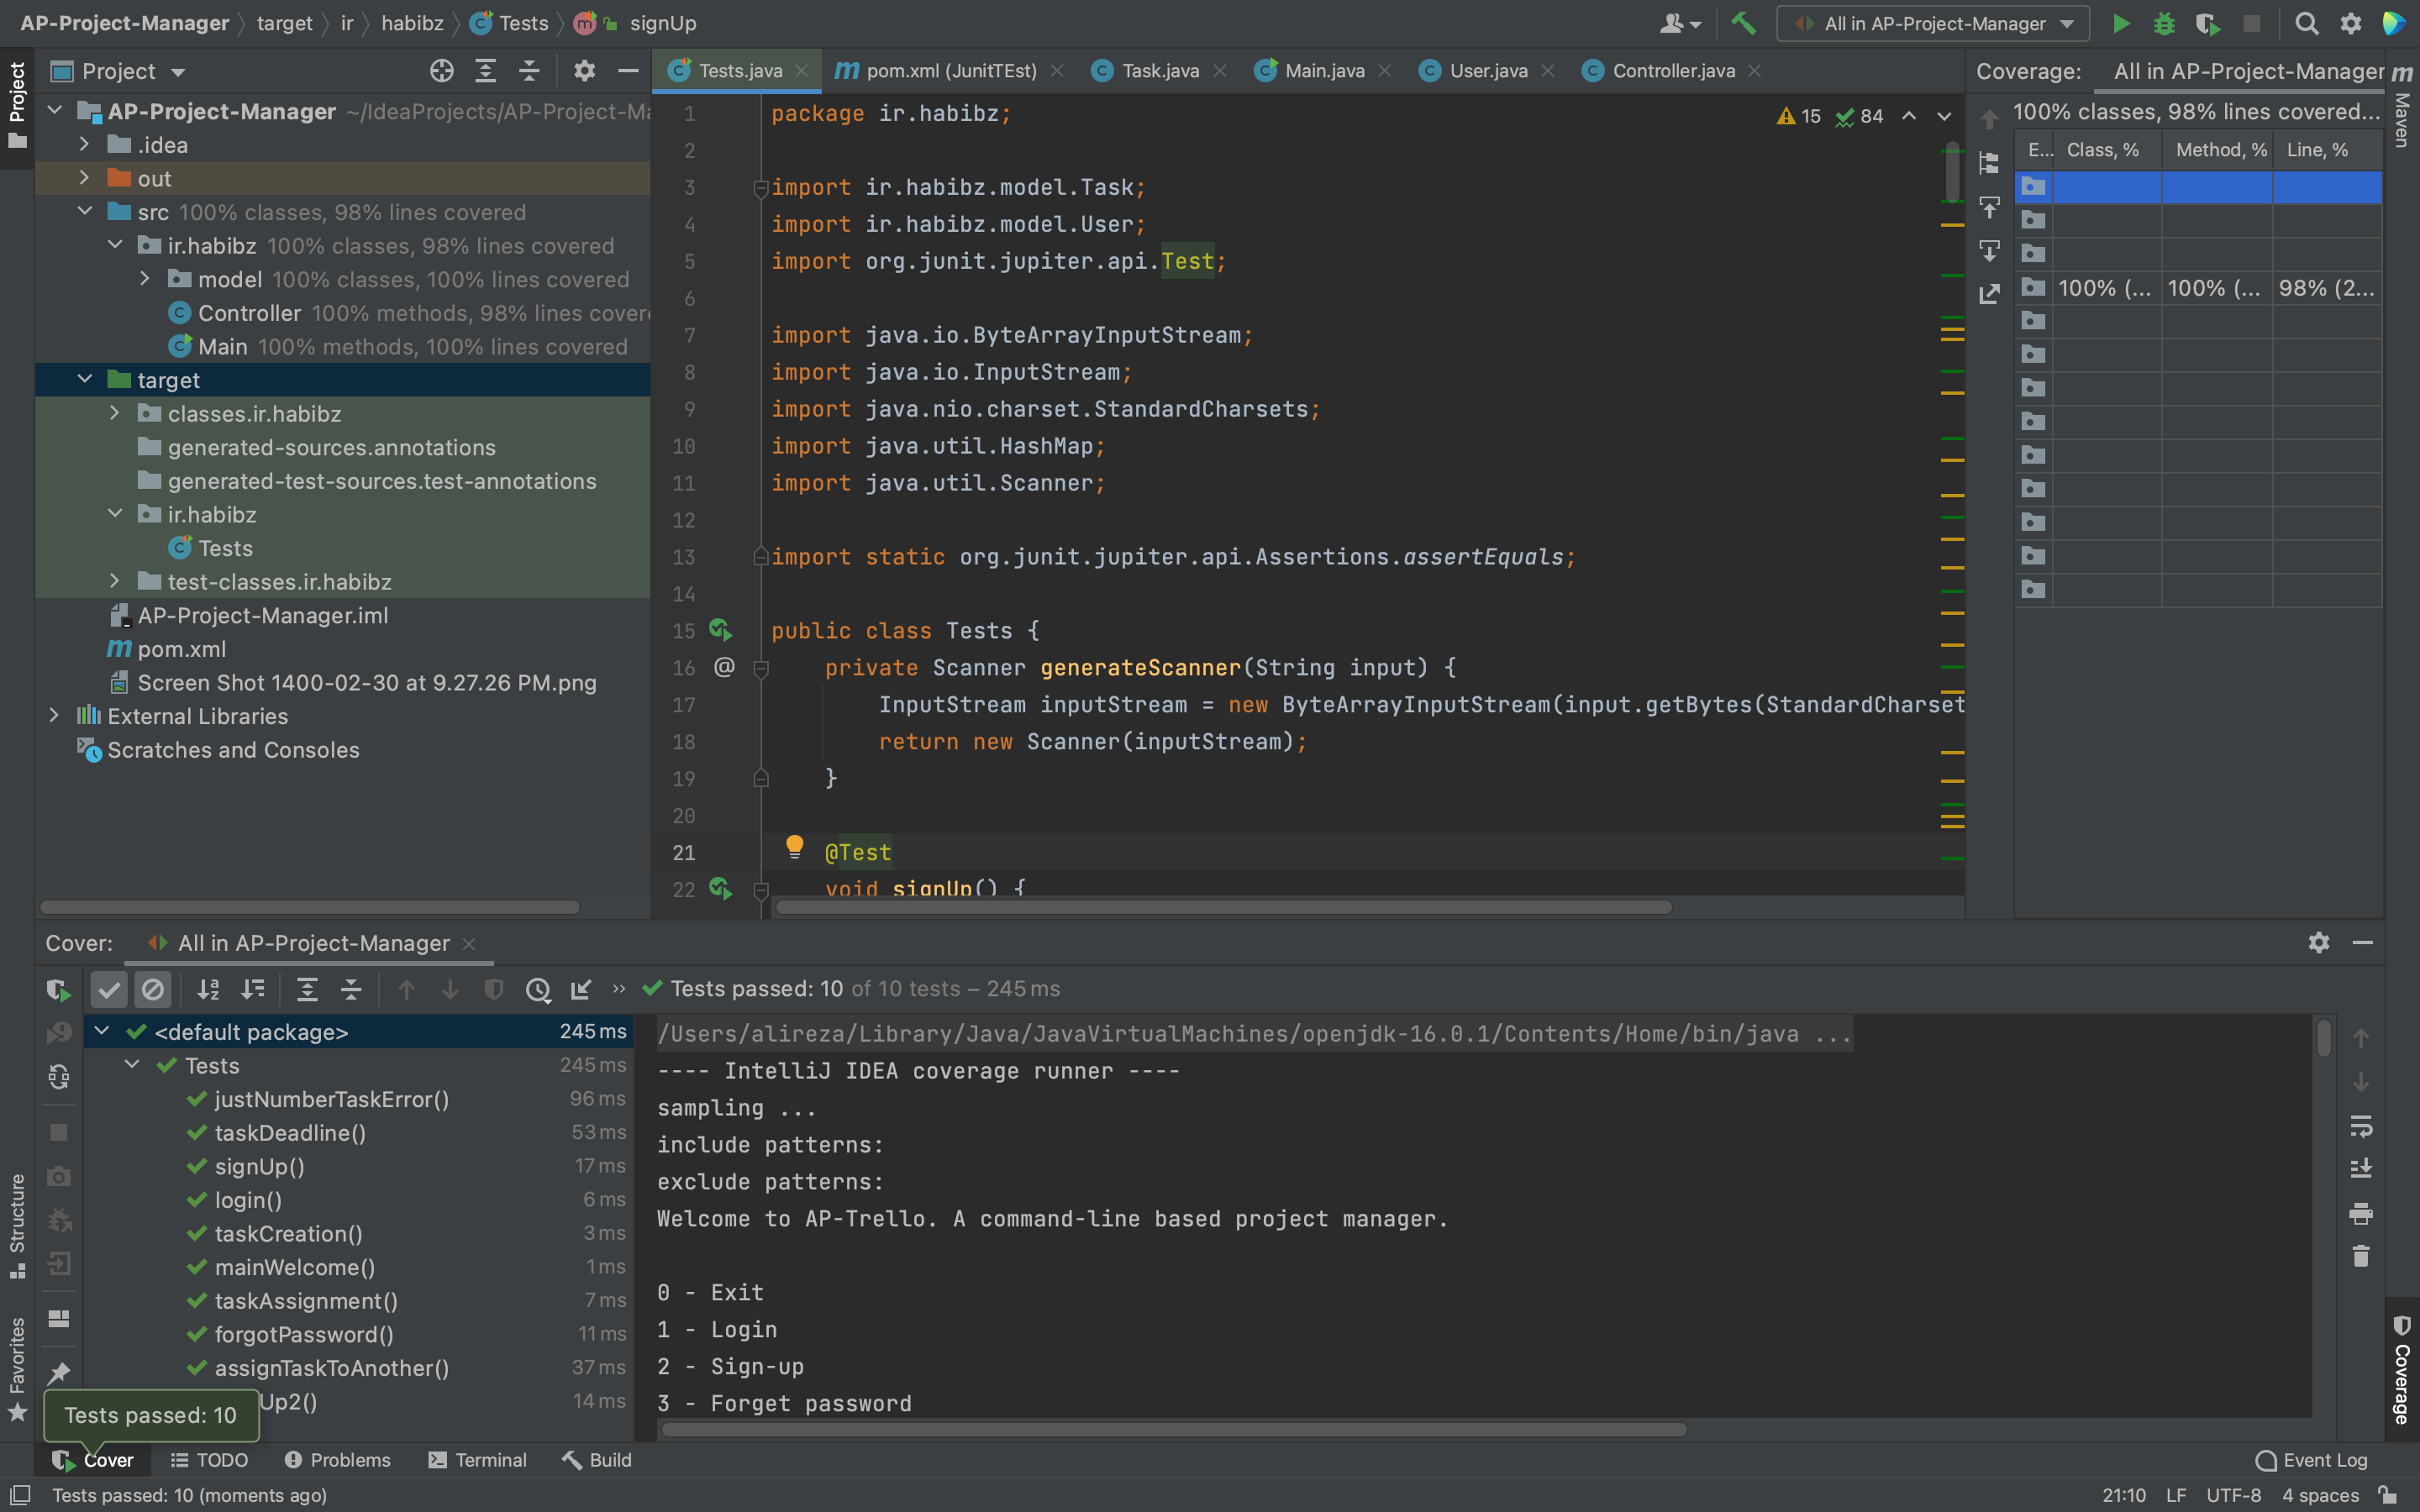 AP-Project-Manager target ir habibz Tests signUp
All in AP-Project-Manager
Project
AP-Project-Manager ~/IdeaProjects/AP-Project-Ma
.idea
out
src 100% classes, 98% lines covered
ir.habibz 100% classes, 98% lines covered
model 100% classes, 100% lines covered
Controller 100% methods, 98% lines cover
Main 100% methods, 100% lines covered
target
classes.ir.habibz
generated-sources.annotations
generated-test-sources.test-annotations
ir.habibz
Tests
test-classes.ir.habibz
AP-Project-Manager.iml
pom.xml
Screen Shot 1400-02-30 at 9.27.26 PM.png
External Libraries
Scratches and Consoles
Project
Structure
Favorites
Tests.java pom.xml (JunitTEst) Task.java Main.java User.java Controller.java
15 84
1 package ir.habibz;
2
3 import ir.habibz.model.Task;
4 import ir.habibz.model.User;
5 import org.junit.jupiter.api.Test;
6
7 import java.io.ByteArrayInputStream;
8 import java.io.InputStream;
9 import java.nio.charset.StandardCharsets;
10 import java.util.HashMap;
11 import java.util.Scanner;
12
13 import static org.junit.jupiter.api.Assertions.assertEquals;
14
15 public class Tests {
16 @ private Scanner generateScanner(String input) {
17 InputStream inputStream = new ByteArrayInputStream(input.getBytes(StandardCharset
18 return new Scanner(inputStream);
19 }
20
21 @Test
22 void signUp() {
Coverage: All in AP-Project-Manager
100% classes, 98% lines covered...
E... Class, % Method, % Line, %
100% (... 100% (... 98% (2...
Maven
Coverage
Cover: All in AP-Project-Manager
Tests passed: 10 of 10 tests – 245 ms
<default package> 245 ms
Tests 245 ms
justNumberTaskError() 96 ms
taskDeadline() 53 ms
signUp() 17 ms
login() 6 ms
taskCreation() 3 ms
mainWelcome() 1 ms
taskAssignment() 7 ms
forgotPassword() 11 ms
assignTaskToAnother() 37 ms
Up2() 14 ms
Tests passed: 10
/Users/alireza/Library/Java/JavaVirtualMachines/openjdk-16.0.1/Contents/Home/bin/java ...
---- IntelliJ IDEA coverage runner ----
sampling ...
include patterns:
exclude patterns:
Welcome to AP-Trello. A command-line based project manager.
0 - Exit
1 - Login
2 - Sign-up
3 - Forget password
Cover TODO Problems Terminal Build Event Log
Tests passed: 10 (moments ago) 21:10 LF UTF-8 4 spaces